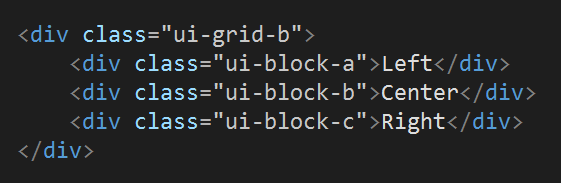 <div class="ui-grid-b">
    <div class="ui-block-a">Left</div>
    <div class="ui-block-b">Center</div>
    <div class="ui-block-c">Right</div>
</div>